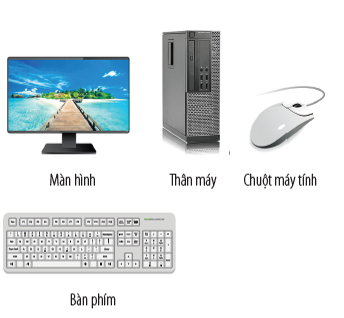 Màn hình
Thân máy
Chuột máy tính
Bàn phím